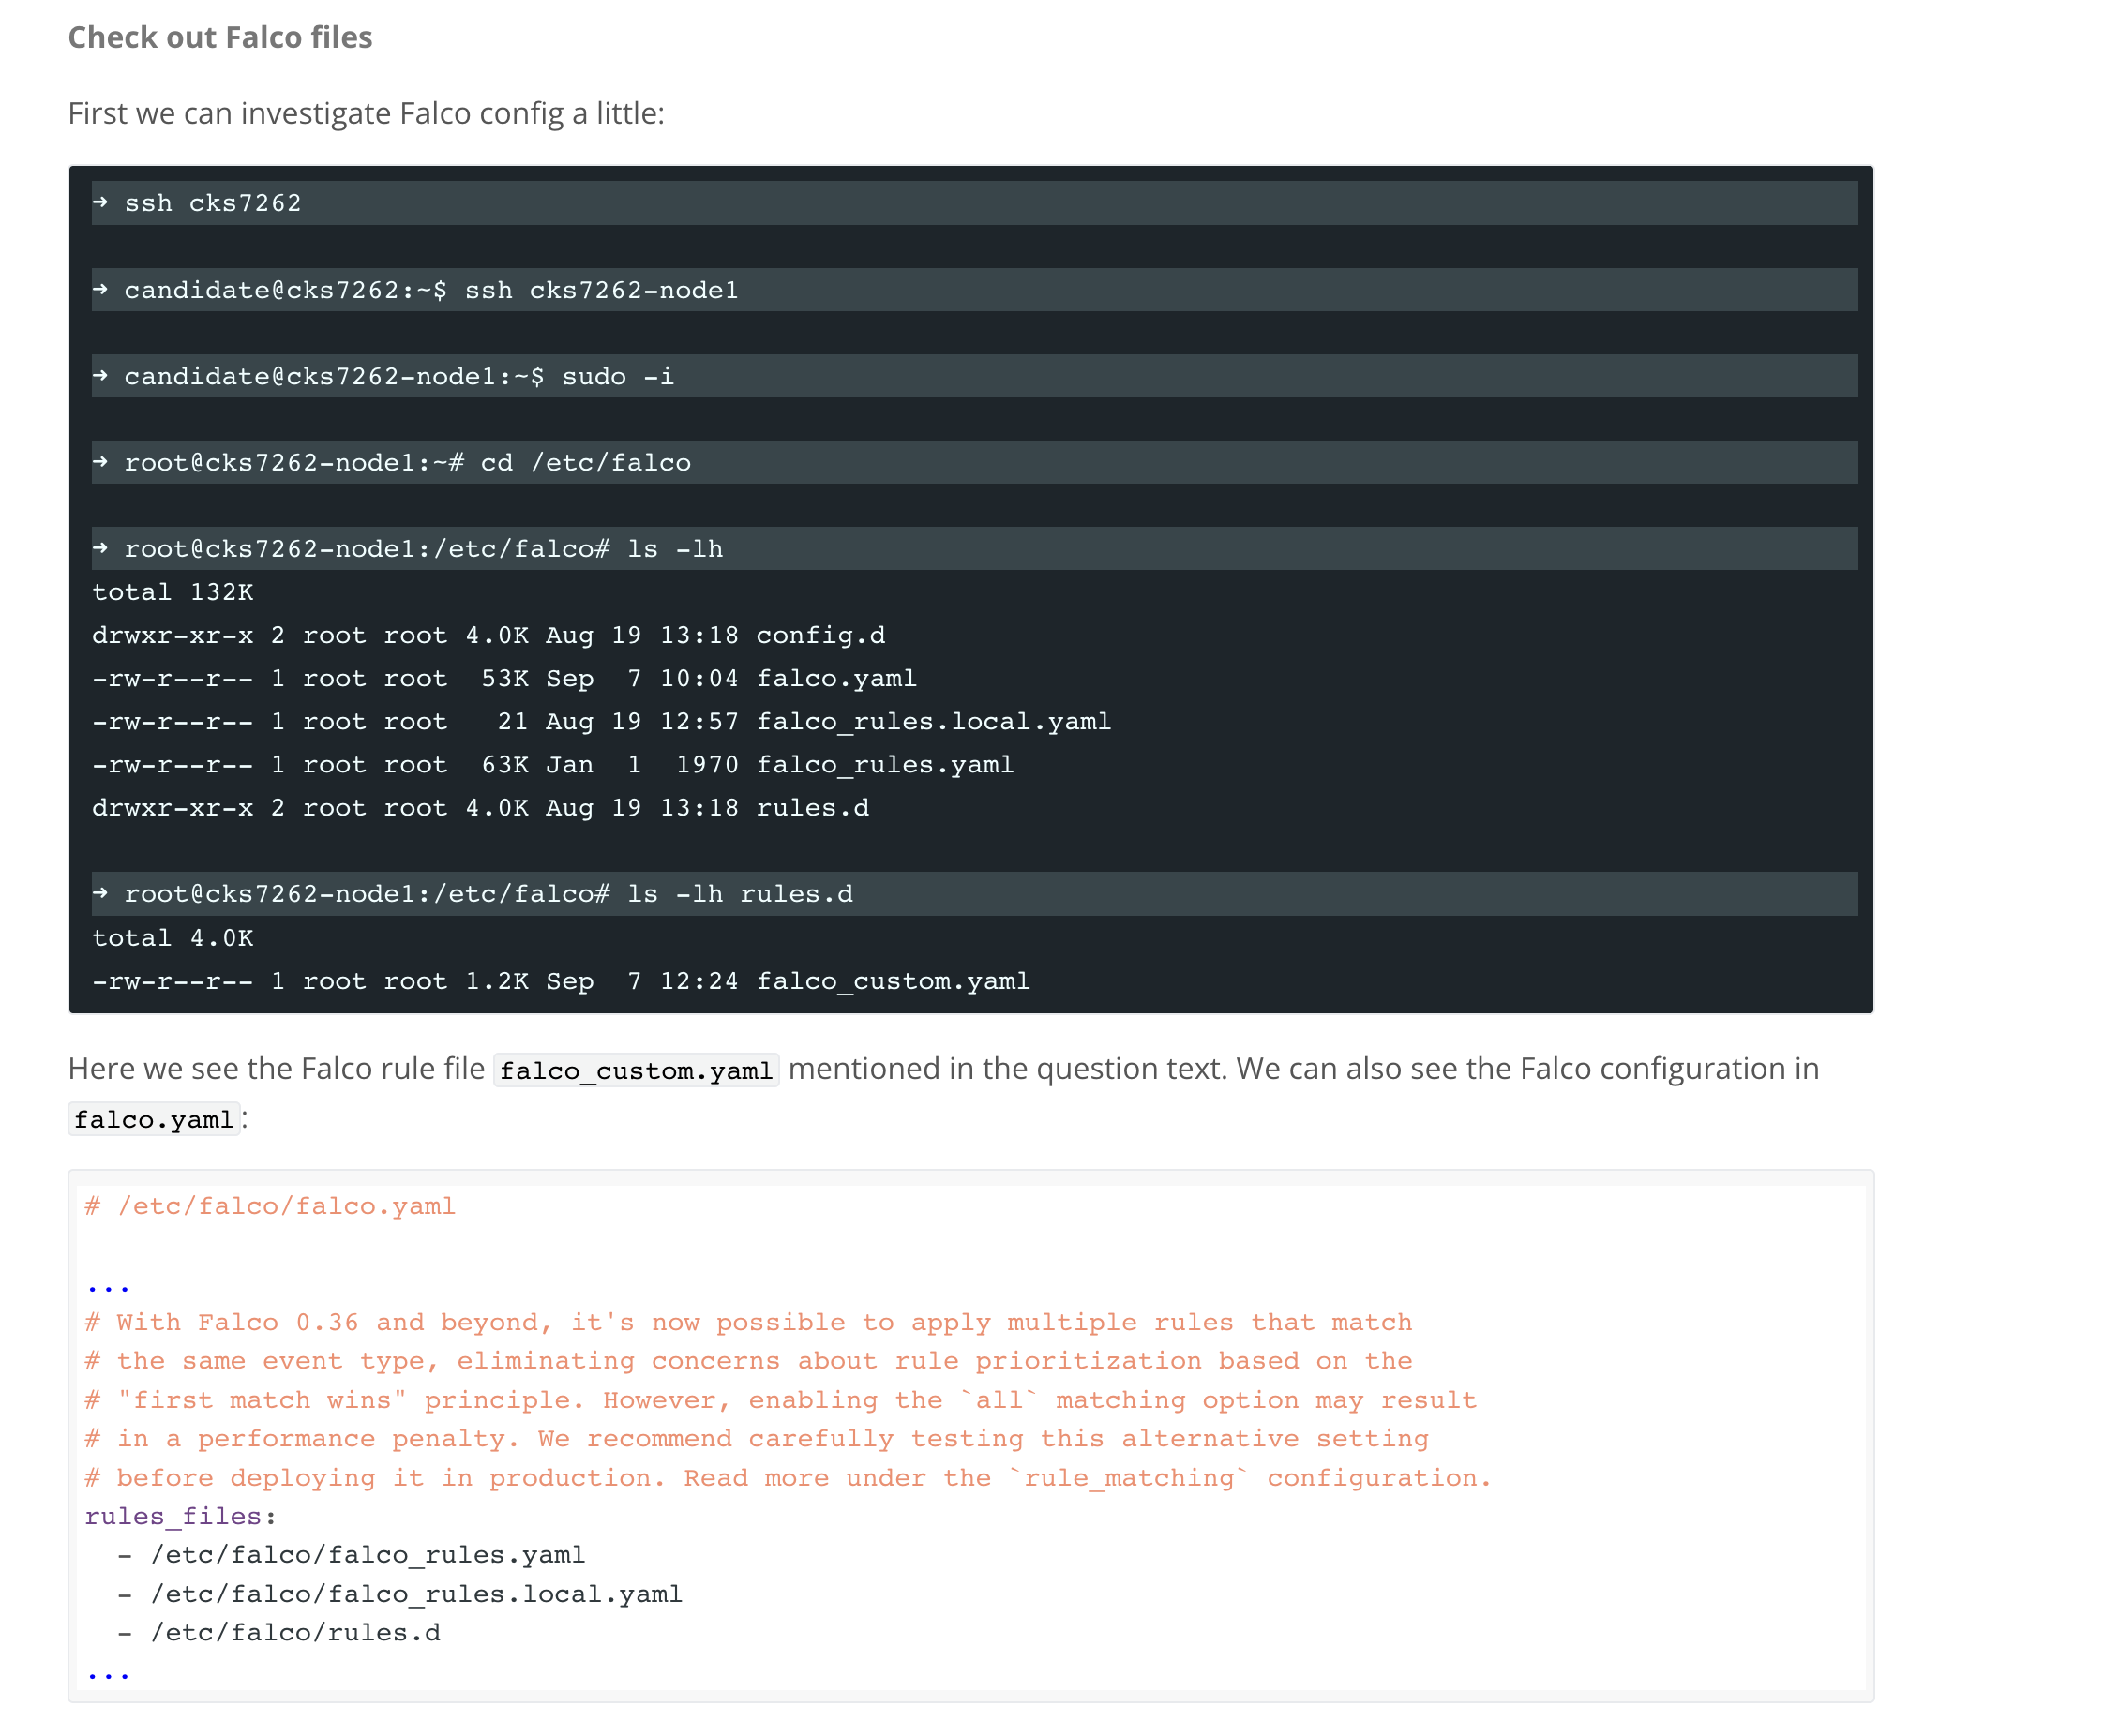 Check out Falco files
First we can investigate Falco config a little:
➜ ssh cks7262
➜ candidate@cks7262:~$ ssh cks7262-node1
➜ candidate@cks7262-node1:~$ sudo -i
➜ root@cks7262-node1:~# cd /etc/falco
➜ root@cks7262-node1:/etc/falco# ls -lh
total 132K
drwxr-xr-x 2 root root 4.0K Aug 19 13:18 config.d
-rw-r--r-- 1 root root  53K Sep  7 10:04 falco.yaml
-rw-r--r-- 1 root root   21 Aug 19 12:57 falco_rules.local.yaml
-rw-r--r-- 1 root root  63K Jan  1  1970 falco_rules.yaml
drwxr-xr-x 2 root root 4.0K Aug 19 13:18 rules.d
➜ root@cks7262-node1:/etc/falco# ls -lh rules.d
total 4.0K
-rw-r--r-- 1 root root 1.2K Sep  7 12:24 falco_custom.yaml
Here we see the Falco rule file falco_custom.yaml mentioned in the question text. We can also see the Falco configuration in
falco.yaml:
# /etc/falco/falco.yaml
...
# With Falco 0.36 and beyond, it's now possible to apply multiple rules that match
# the same event type, eliminating concerns about rule prioritization based on the
# "first match wins" principle. However, enabling the `all` matching option may result
# in a performance penalty. We recommend carefully testing this alternative setting
# before deploying it in production. Read more under the `rule_matching` configuration.
rules_files:
  - /etc/falco/falco_rules.yaml
  - /etc/falco/falco_rules.local.yaml
  - /etc/falco/rules.d
...